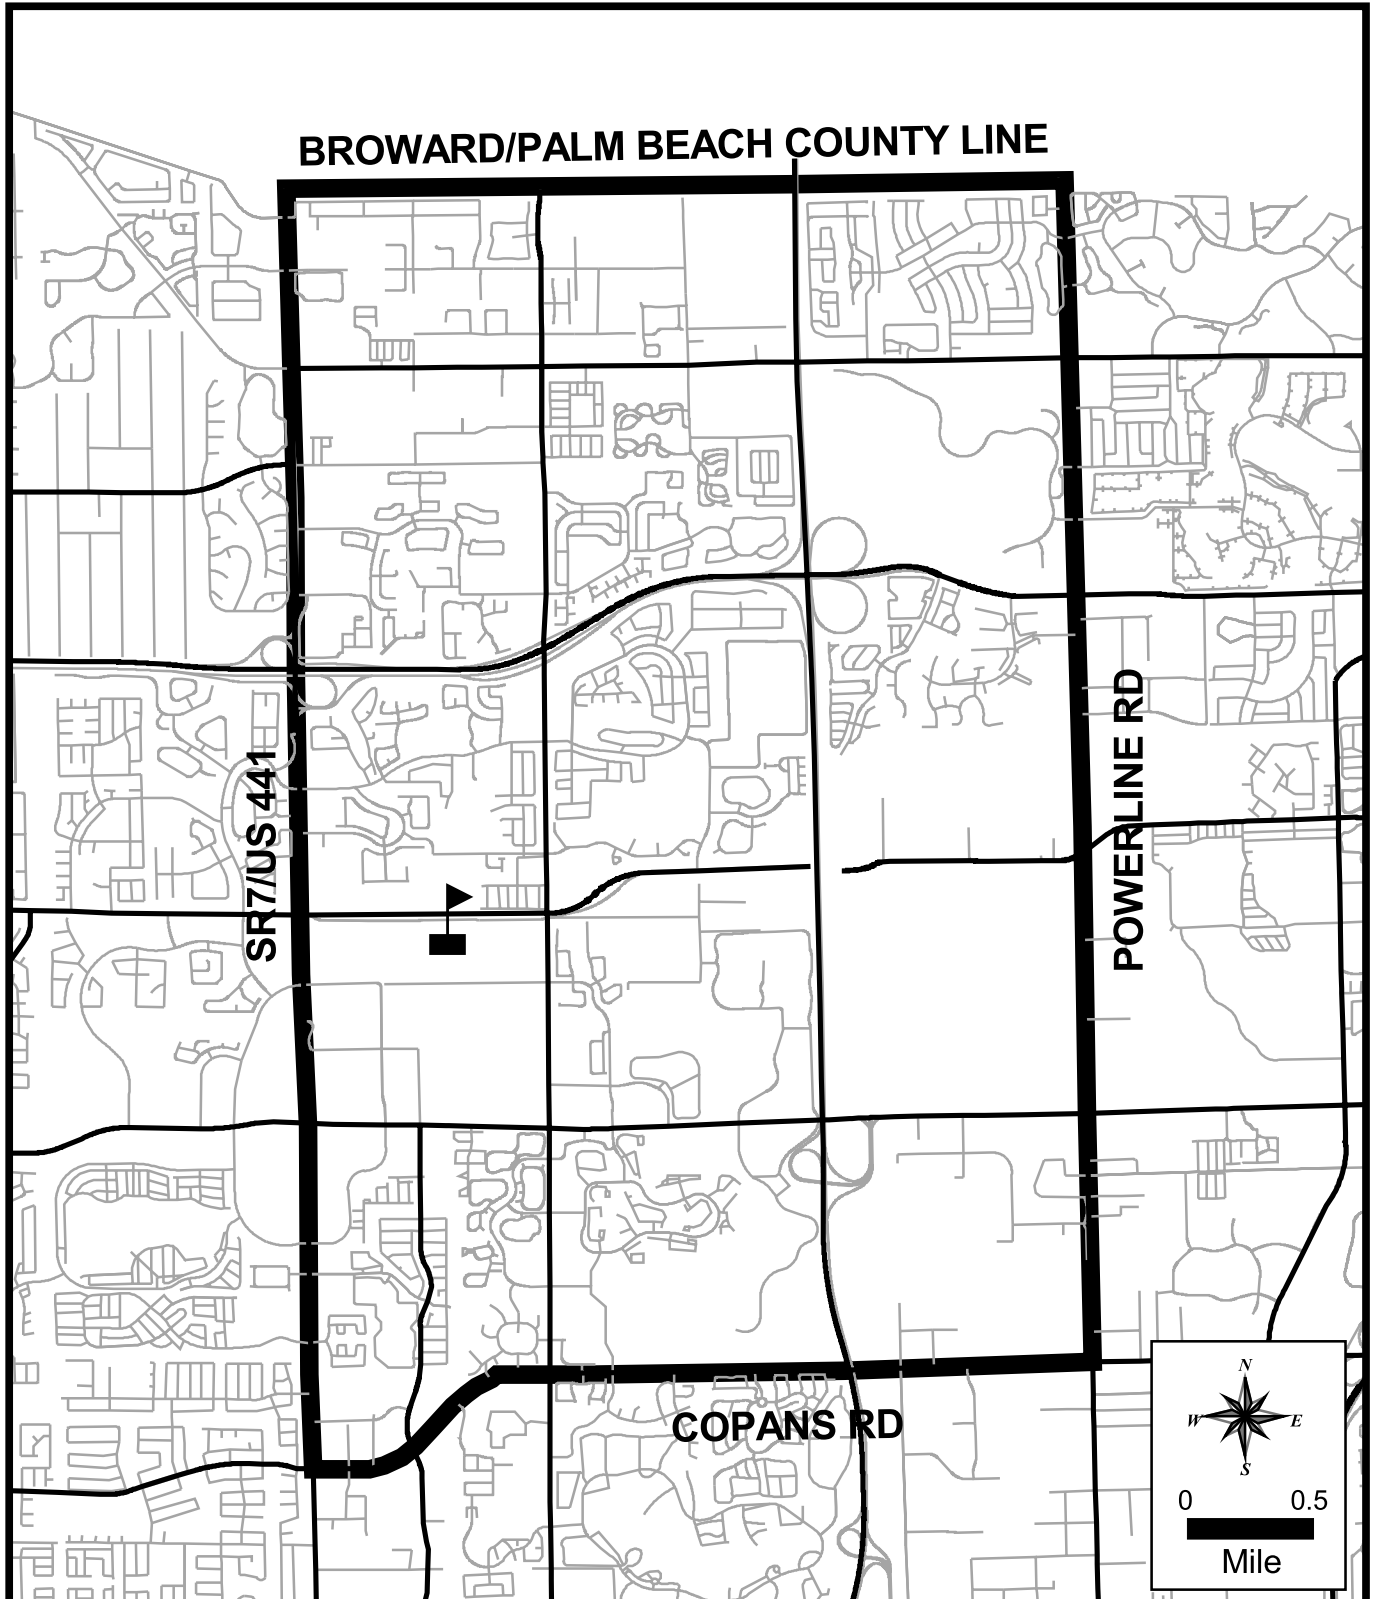 BROWARD/PALM BEACH COUNTY LINE
SR7/US 441
POWERLINE RD
COPANS RD
N
W E
S
0 0.5
Mile